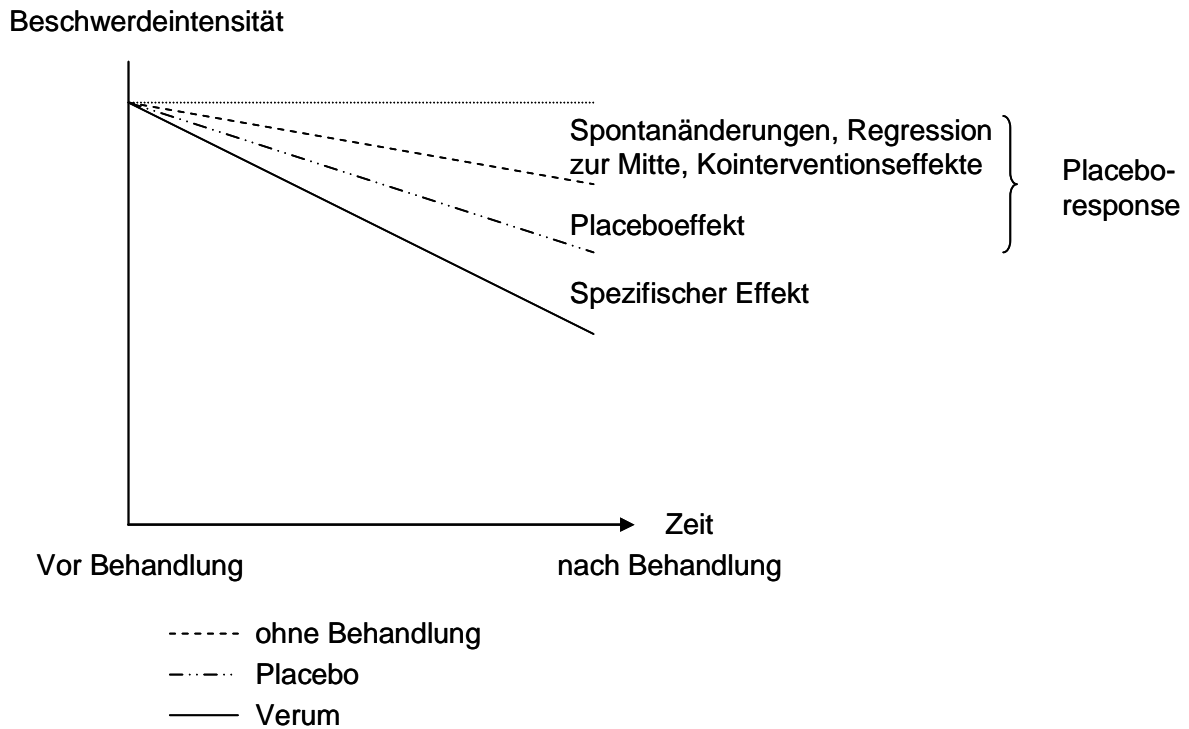 Beschwerdeintensität
Spontanänderungen, Regression
zur Mitte, Kointerventionseffekte
Placebo-
response
Placeboeffekt
Spezifischer Effekt
Zeit
Vor Behandlung
nach Behandlung
ohne Behandlung
Placebo
Verum